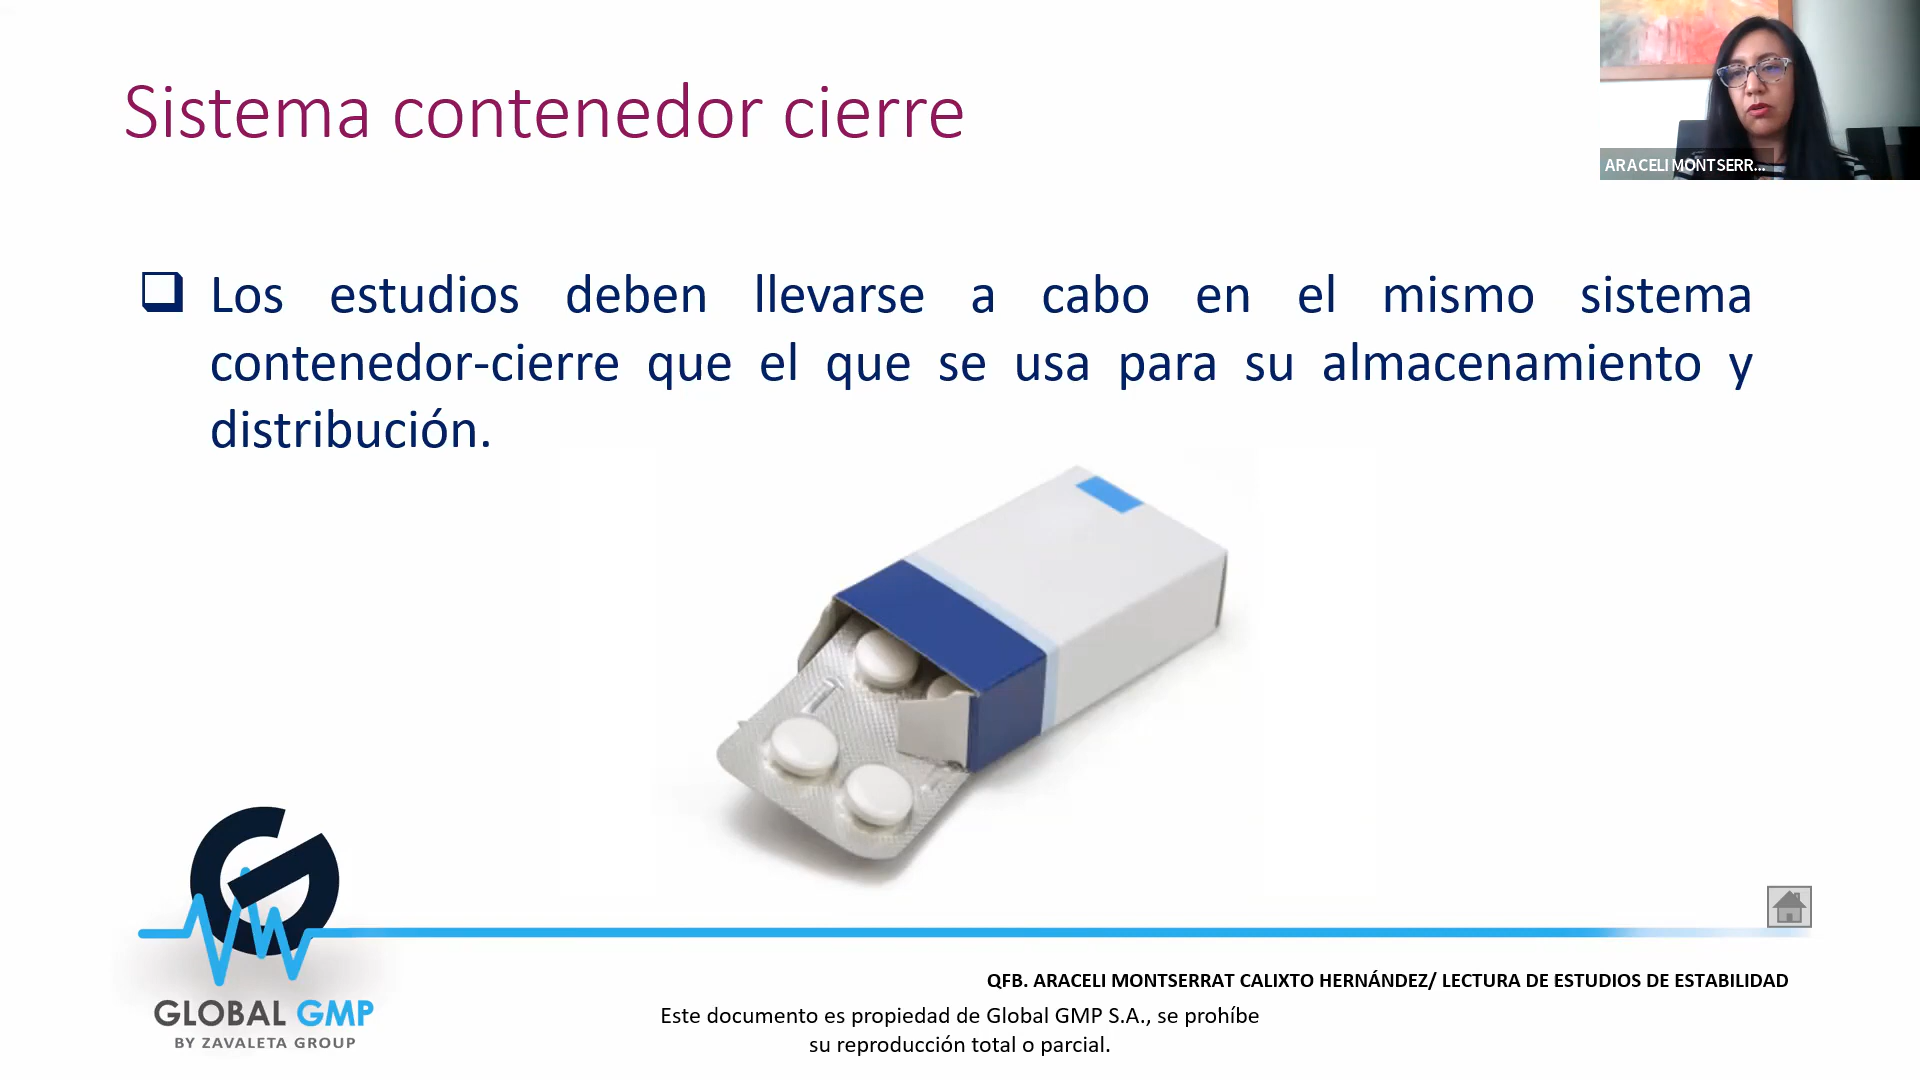 Sistema contenedor cierre
ARACELI MONTSERR...
Los estudios deben llevarse a cabo en el mismo sistema
contenedor-cierre que el que se usa para su almacenamiento y
distribución.
GLOBAL GMP
BY ZAVALETA GROUP
QFB. ARACELI MONTSERRAT CALIXTO HERNÁNDEZ/ LECTURA DE ESTUDIOS DE ESTABILIDAD
Este documento es propiedad de Global GMP S.A., se prohíbe
su reproducción total o parcial.